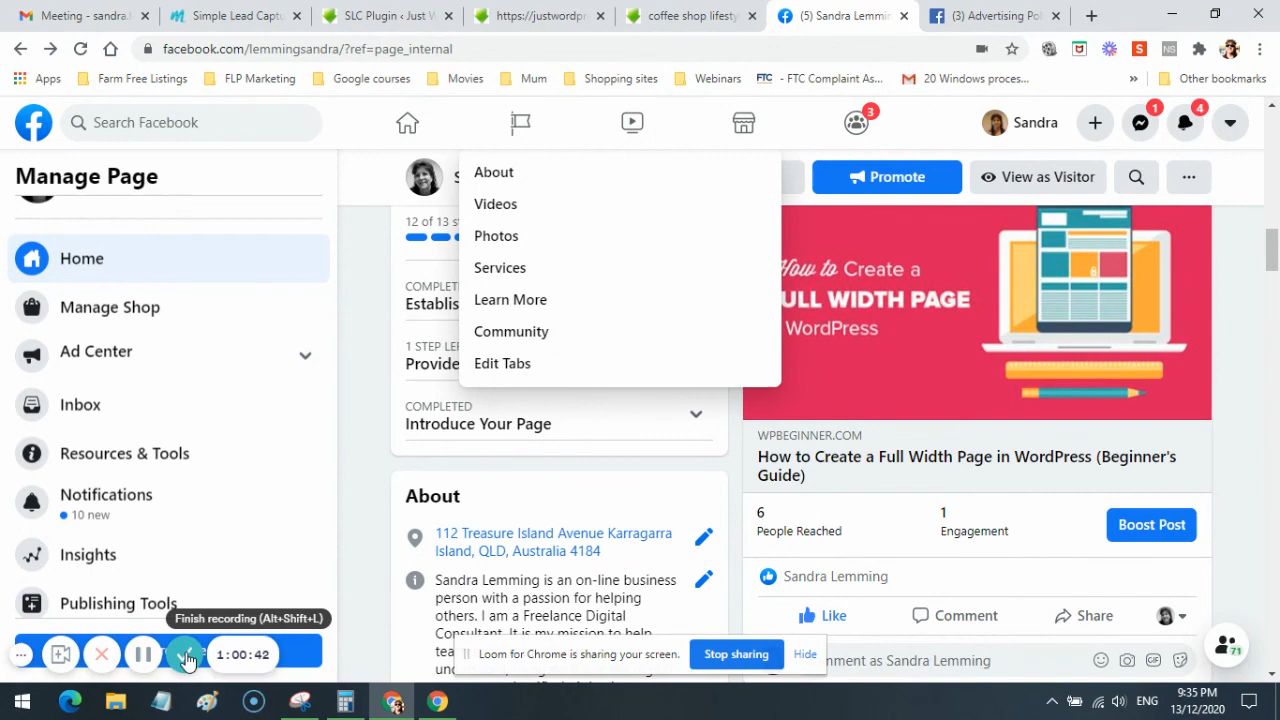 Meeting - sandra.l
Simple Lead Captu
SLC Plugin ‹ Just W
https://justwordpr
coffee shop lifesty
(5) Sandra Lemmin
(3) Advertising Pol
facebook.com/lemmingsandra/?ref=page_internal
Apps
Farm Free Listings
FLP Marketing
Google courses
Movies
Mum
Shopping sites
Webinars
FTC - FTC Complaint As...
20 Windows proces...
Other bookmarks
Search Facebook
3
Sandra
1
4
Manage Page
Home
Manage Shop
Ad Center
Inbox
Resources & Tools
Notifications
10 new
Insights
Publishing Tools
Finish recording (Alt+Shift+L)
1:00:42
S
About
Videos
Photos
Services
Learn More
Community
Edit Tabs
Promote
View as Visitor
12 of 13 st
COMPLETE
Establis
1 STEP LEF
Provide
COMPLETED
Introduce Your Page
About
112 Treasure Island Avenue Karragarra
Island, QLD, Australia 4184
Sandra Lemming is an on-line business
person with a passion for helping
others. I am a Freelance Digital
Consultant. It is my mission to help
How to Create a
FULL WIDTH PAGE
WordPress
WPBEGINNER.COM
How to Create a Full Width Page in WordPress (Beginner's
Guide)
6
People Reached
1
Engagement
Boost Post
Sandra Lemming
Like
Comment
Share
omment as Sandra Lemming
GIF
71
Loom for Chrome is sharing your screen.
Stop sharing
Hide
ENG
9:35 PM
13/12/2020